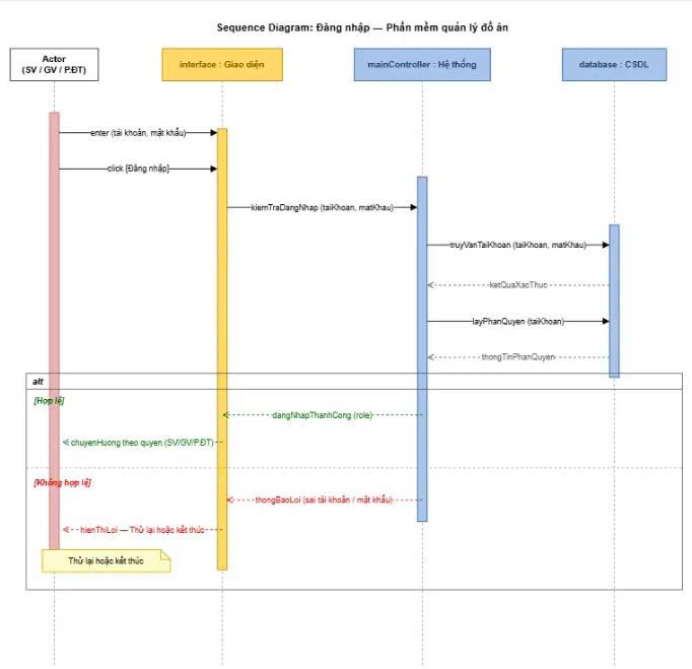 Sequence Diagram: Đăng nhập — Phần mềm quản lý đồ án
Actor
(SV / GV / P.ĐT)
interface : Giao diện
mainController : Hệ thống
database : CSDL
enter (tài khoản, mật khẩu)
click [Đăng nhập]
kiemTraDangNhap (taiKhoan, matKhau)
truyVanTaiKhoan (taiKhoan, matKhau)
ketQuaXacThuc
layPhanQuyen (taiKhoan)
thongTinPhanQuyen
alt
[Hợp lệ]
dangNhapThanhCong (role)
chuyenHuong theo quyen (SV/GV/P.ĐT)
[Không hợp lệ]
thongBaoLoi (sai tài khoản / mật khẩu)
hienThiLoi — Thử lại hoặc kết thúc
Thử lại hoặc kết thúc